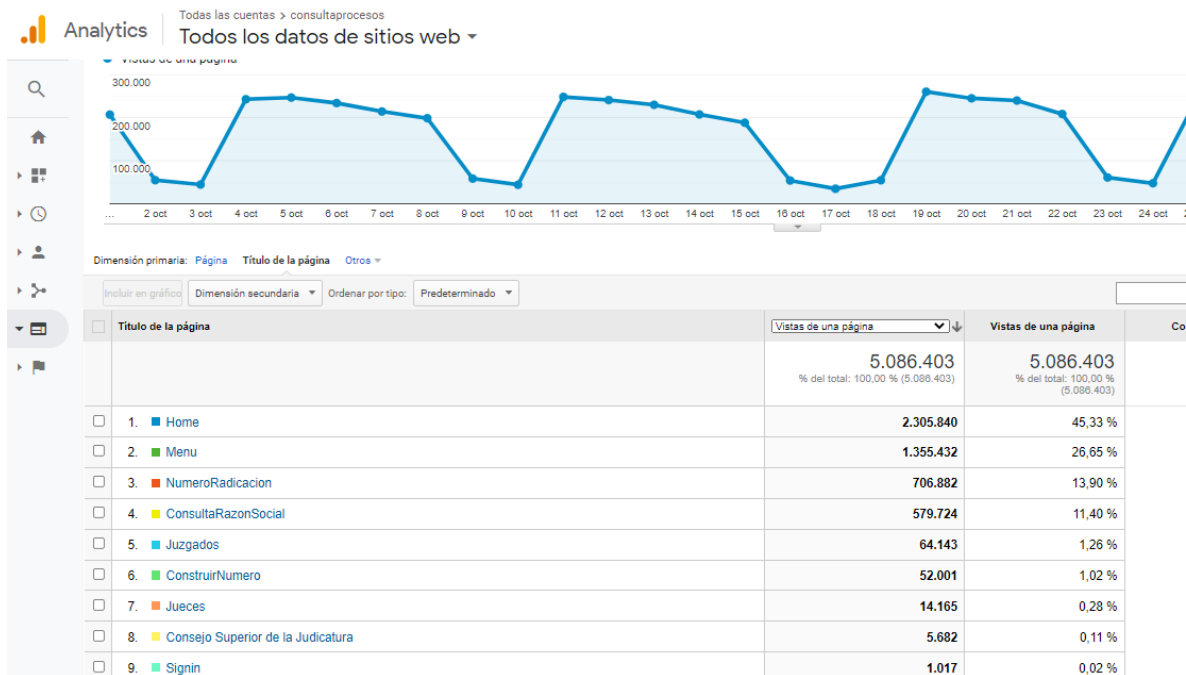 Todas las cuentas > consultaprocesos
Analytics
Todos los datos de sitios web
Vistas de una página
300.000
200.000
100.000
... 2 oct 3 oct 4 oct 5 oct 6 oct 7 oct 8 oct 9 oct 10 oct 11 oct 12 oct 13 oct 14 oct 15 oct 16 oct 17 oct 18 oct 19 oct 20 oct 21 oct 22 oct 23 oct 24 oct
Dimensión primaria: Página Título de la página Otros
Incluir en gráfico Dimensión secundaria Ordenar por tipo: Predeterminado
Título de la página Vistas de una página Vistas de una página Co
5.086.403 5.086.403
% del total: 100,00 % (5.086.403) % del total: 100,00 %
(5.086.403)
1. Home 2.305.840 45,33 %
2. Menu 1.355.432 26,65 %
3. NumeroRadicacion 706.882 13,90 %
4. ConsultaRazonSocial 579.724 11,40 %
5. Juzgados 64.143 1,26 %
6. ConstruirNumero 52.001 1,02 %
7. Jueces 14.165 0,28 %
8. Consejo Superior de la Judicatura 5.682 0,11 %
9. Signin 1.017 0,02 %